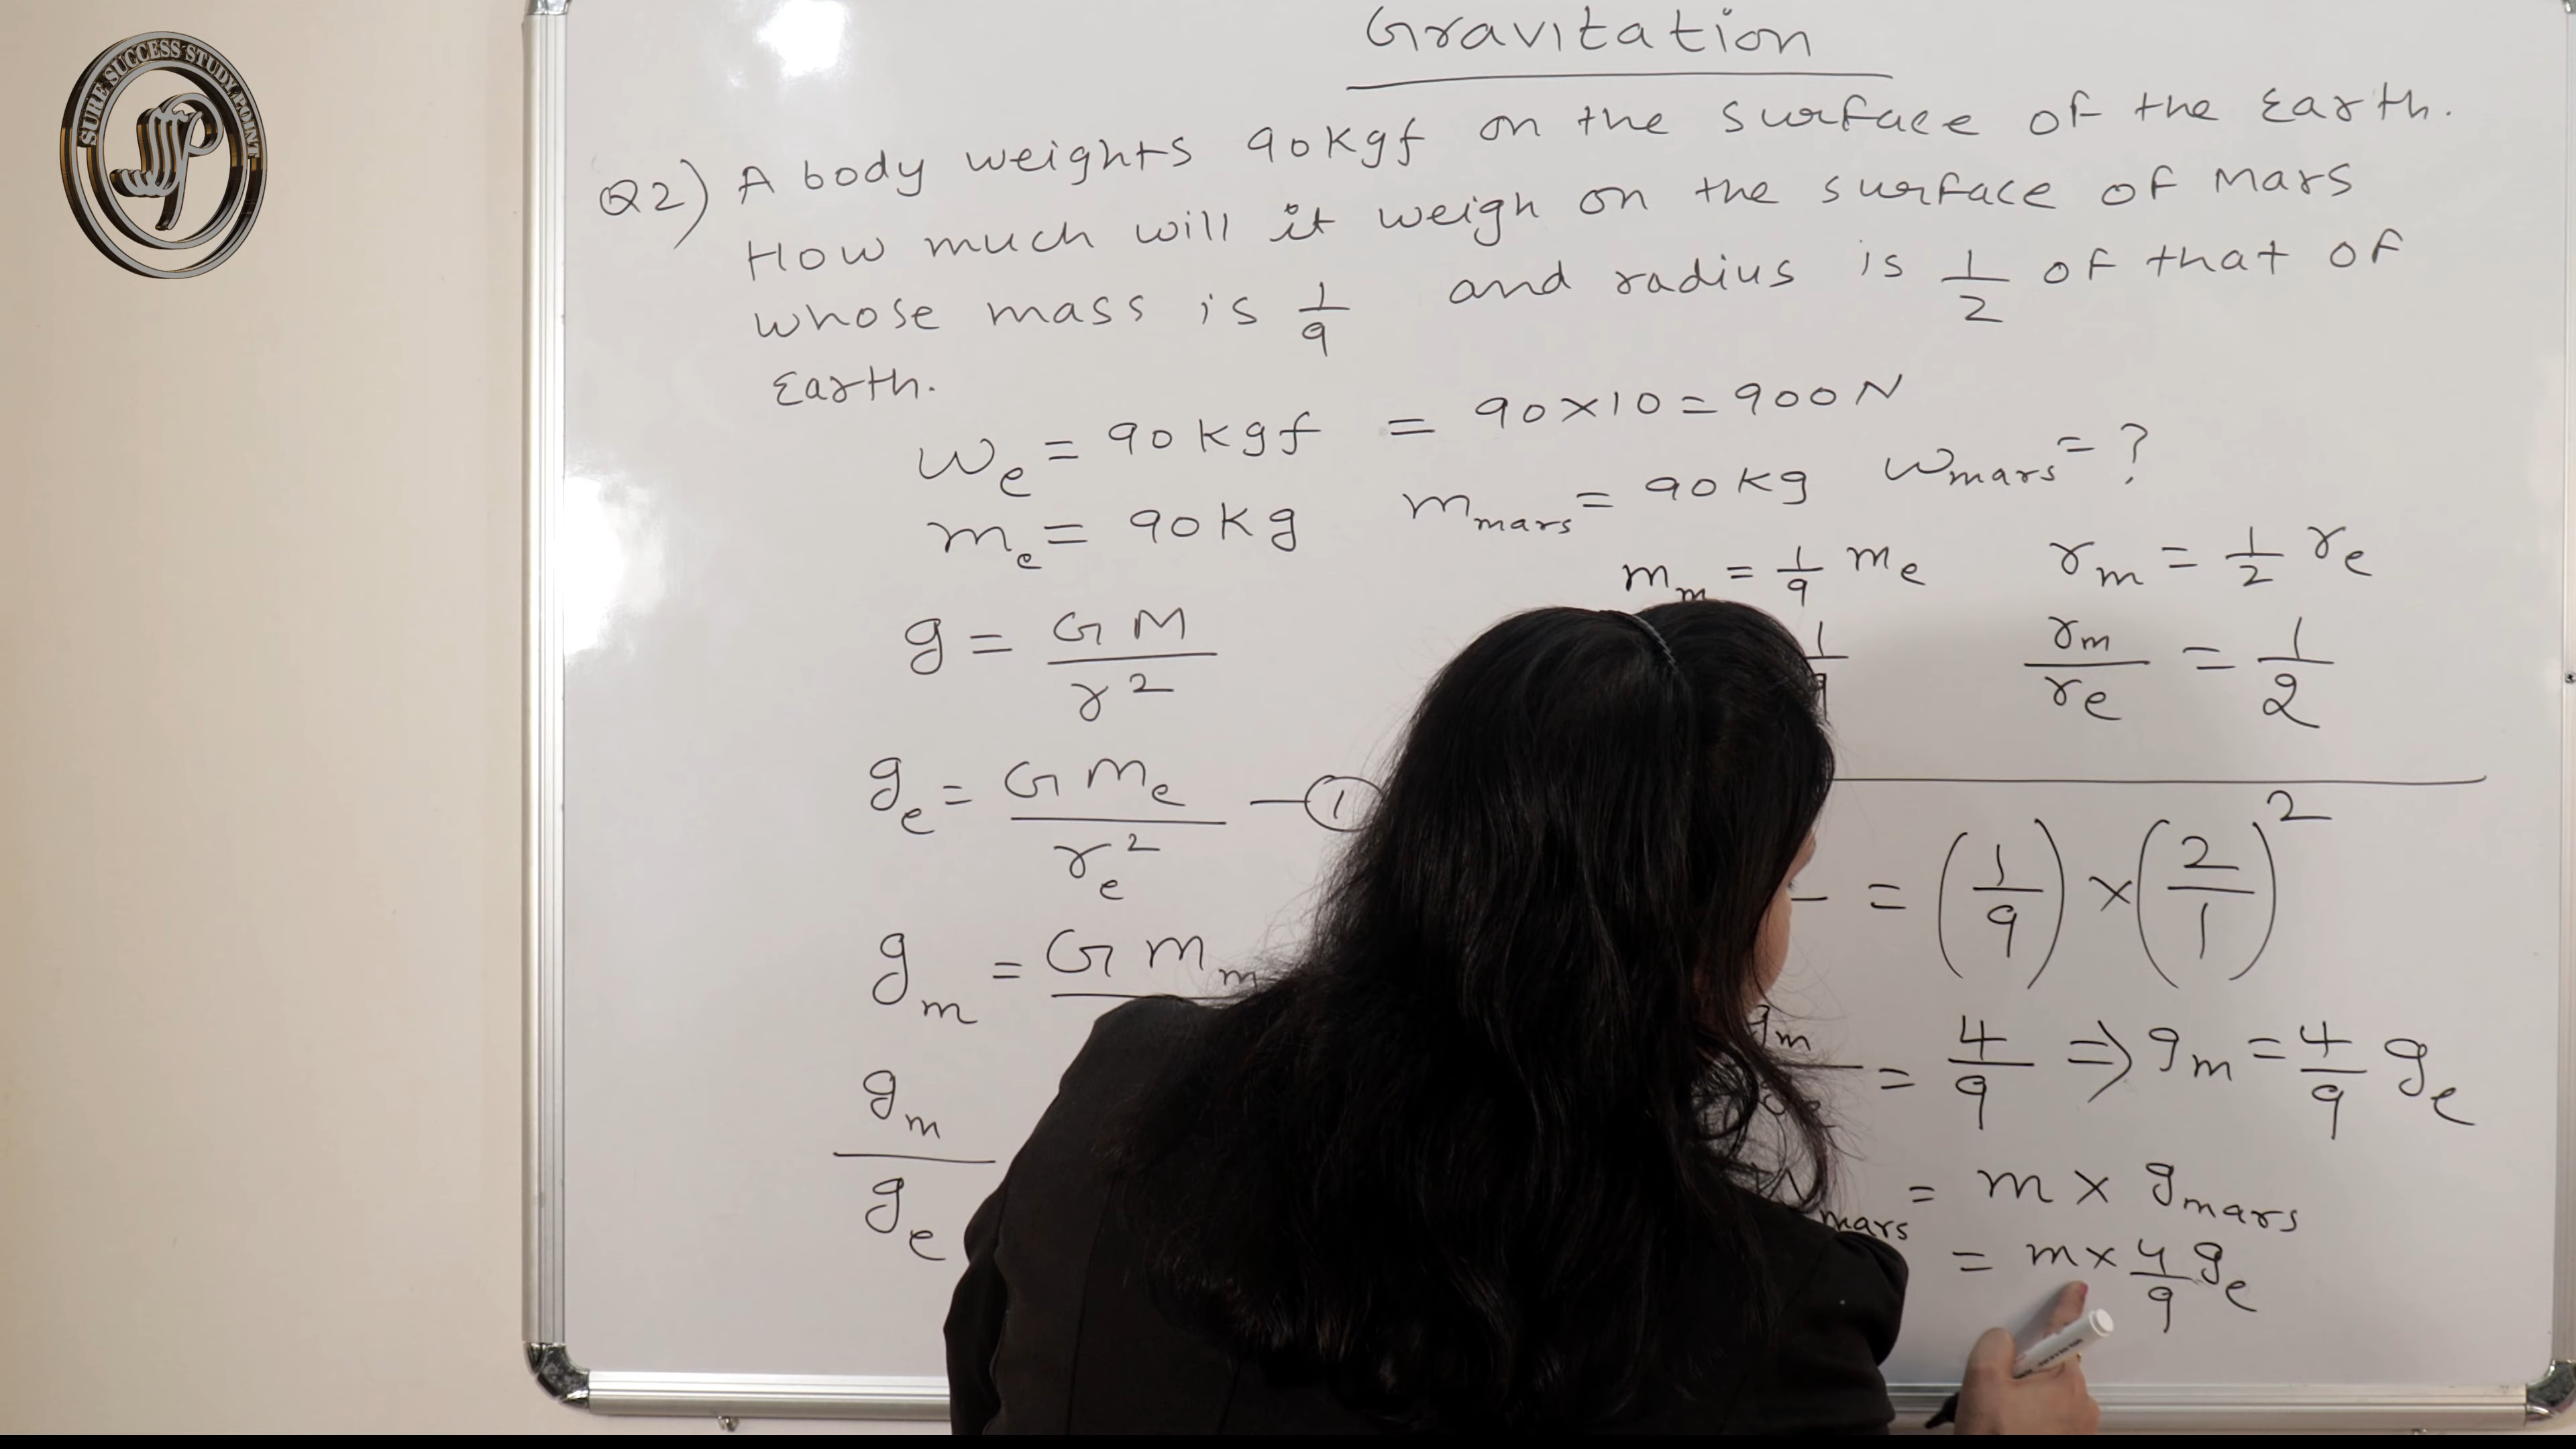 SURE SUCCESS STUDY POINT
Gravitation
Q2) A body weights 90kgf on the surface of the Earth.
How much will it weigh on the surface of Mars
whose mass is 1/9 and radius is 1/2 of that of
Earth.
we = 90kgf = 90×10=900N
me = 90kg mmars = 90kg wmars = ?
mm = 1/9 me rm = 1/2 re
g = GM/r² rm/re = 1/2
ge = GMe/re² —①
= (1/9) × (2/1)²
gm = Gmm
gm = 4/9 ⇒ gm = 4/9 ge
gm/ge
mars = m × gmars
= m× 4/9 ge